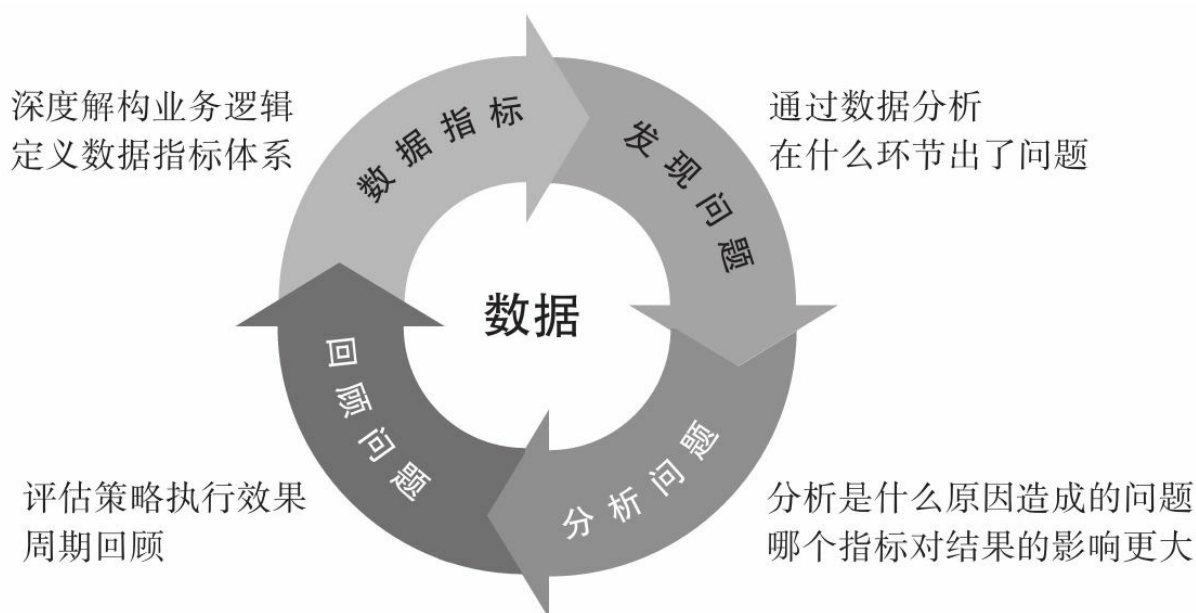 深度解构业务逻辑
定义数据指标体系
数据指标
发现问题
通过数据分析
在什么环节出了问题
数据
回顾问题
分析问题
评估策略执行效果
周期回顾
分析是什么原因造成的问题
哪个指标对结果的影响更大